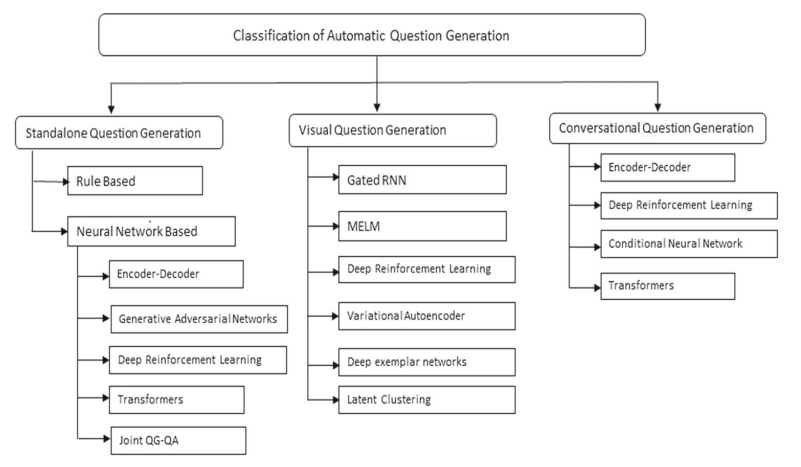 Classification of Automatic Question Generation
Standalone Question Generation
Rule Based
Neural Network Based
Encoder-Decoder
Generative Adversarial Networks
Deep Reinforcement Learning
Transformers
Joint QG-QA
Visual Question Generation
Gated RNN
MELM
Deep Reinforcement Learning
Variational Autoencoder
Deep exemplar networks
Latent Clustering
Conversational Question Generation
Encoder-Decoder
Deep Reinforcement Learning
Conditional Neural Network
Transformers